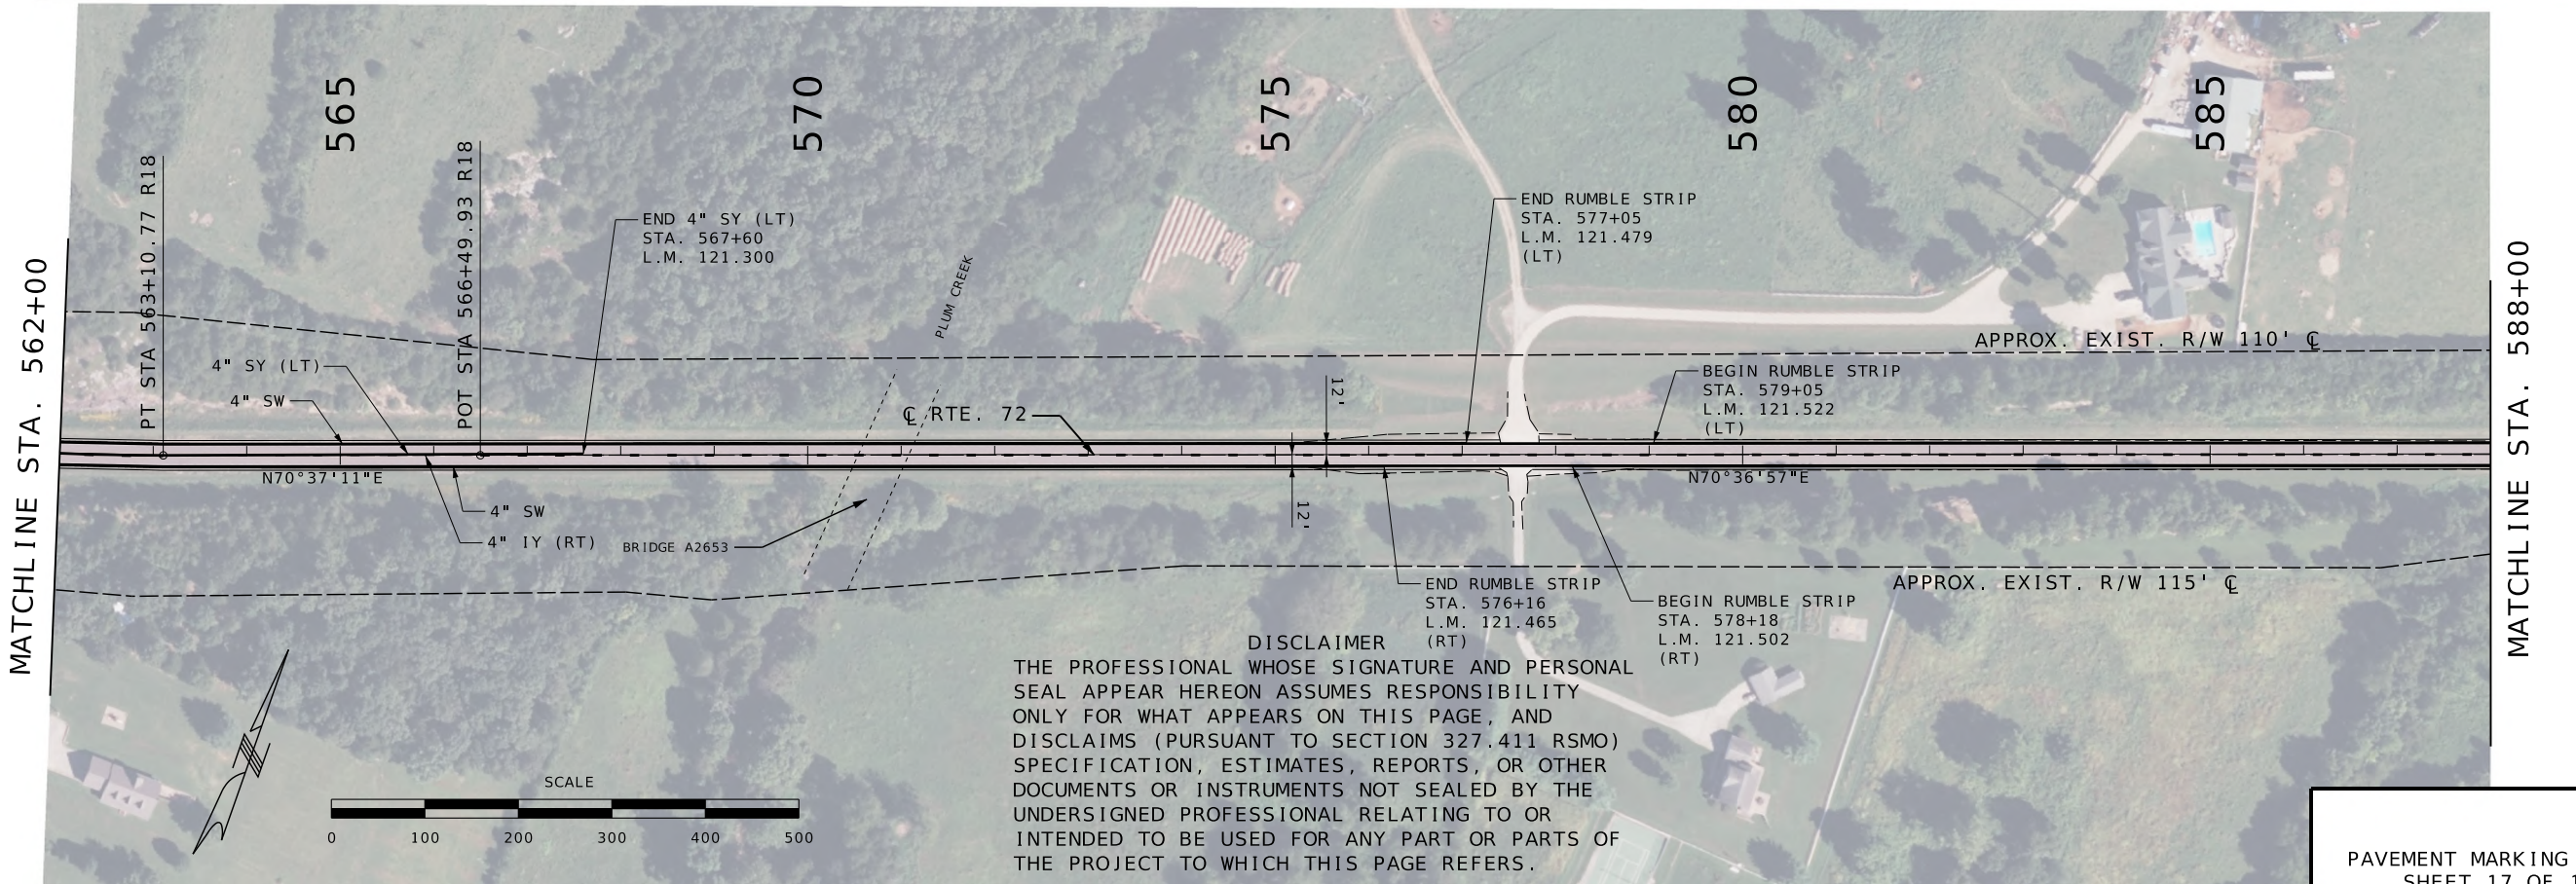 MATCHLINE STA. 562+00
565
570
575
580
585
PT STA 563+10.77 R18
POT STA 566+49.93 R18
END 4" SY (LT)
STA. 567+60
L.M. 121.300
PLUM CREEK
END RUMBLE STRIP
STA. 577+05
L.M. 121.479
(LT)
APPROX. EXIST. R/W 110' ℄
4" SY (LT)
4" SW
℄ RTE. 72
12'
BEGIN RUMBLE STRIP
STA. 579+05
L.M. 121.522
(LT)
MATCHLINE STA. 588+00
N70°37'11"E
N70°36'57"E
4" SW
4" IY (RT)
BRIDGE A2653
12'
END RUMBLE STRIP
STA. 576+16
L.M. 121.465
(RT)
BEGIN RUMBLE STRIP
STA. 578+18
L.M. 121.502
(RT)
APPROX. EXIST. R/W 115' ℄
DISCLAIMER
THE PROFESSIONAL WHOSE SIGNATURE AND PERSONAL
SEAL APPEAR HEREON ASSUMES RESPONSIBILITY
ONLY FOR WHAT APPEARS ON THIS PAGE, AND
DISCLAIMS (PURSUANT TO SECTION 327.411 RSMO)
SPECIFICATION, ESTIMATES, REPORTS, OR OTHER
DOCUMENTS OR INSTRUMENTS NOT SEALED BY THE
UNDERSIGNED PROFESSIONAL RELATING TO OR
INTENDED TO BE USED FOR ANY PART OR PARTS OF
THE PROJECT TO WHICH THIS PAGE REFERS.
SCALE
0 100 200 300 400 500
PAVEMENT MARKING
SHEET 17 OF